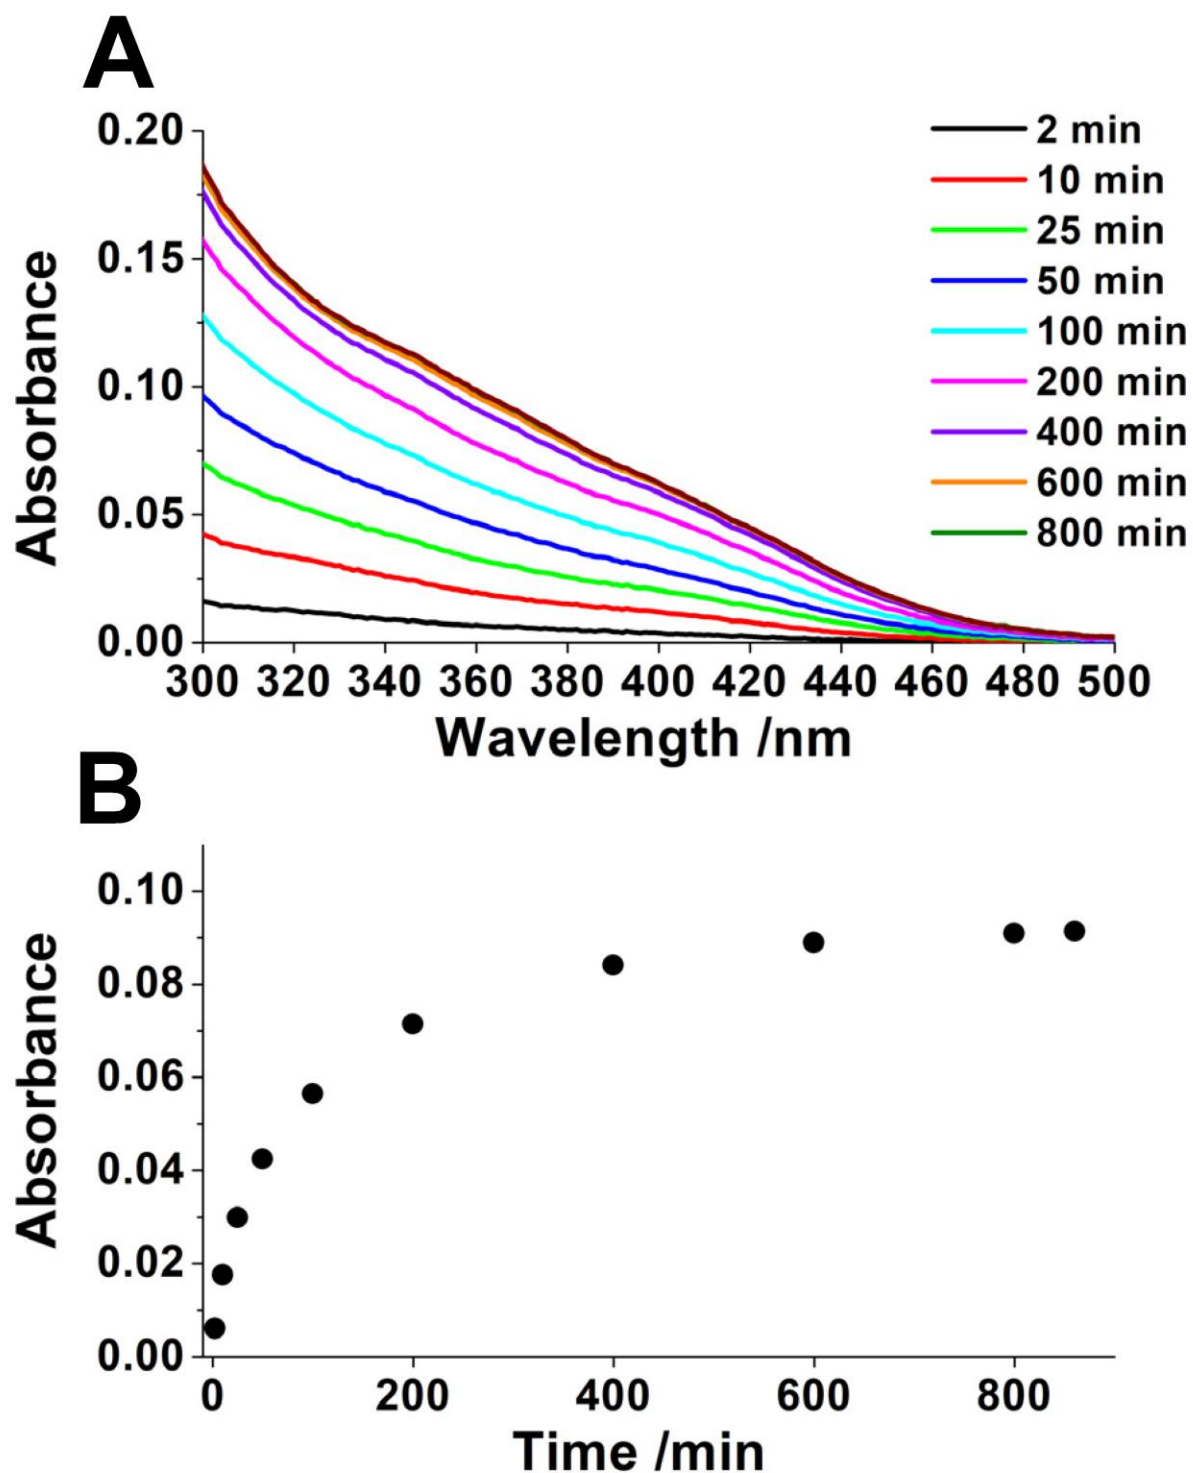 A
0.20
0.15
0.10
0.05
0.00
Absorbance
2 min
10 min
25 min
50 min
100 min
200 min
400 min
600 min
800 min
300 320 340 360 380 400 420 440 460 480 500
Wavelength /nm
B
0.10
0.08
0.06
0.04
0.02
0.00
Absorbance
0 200 400 600 800
Time /min